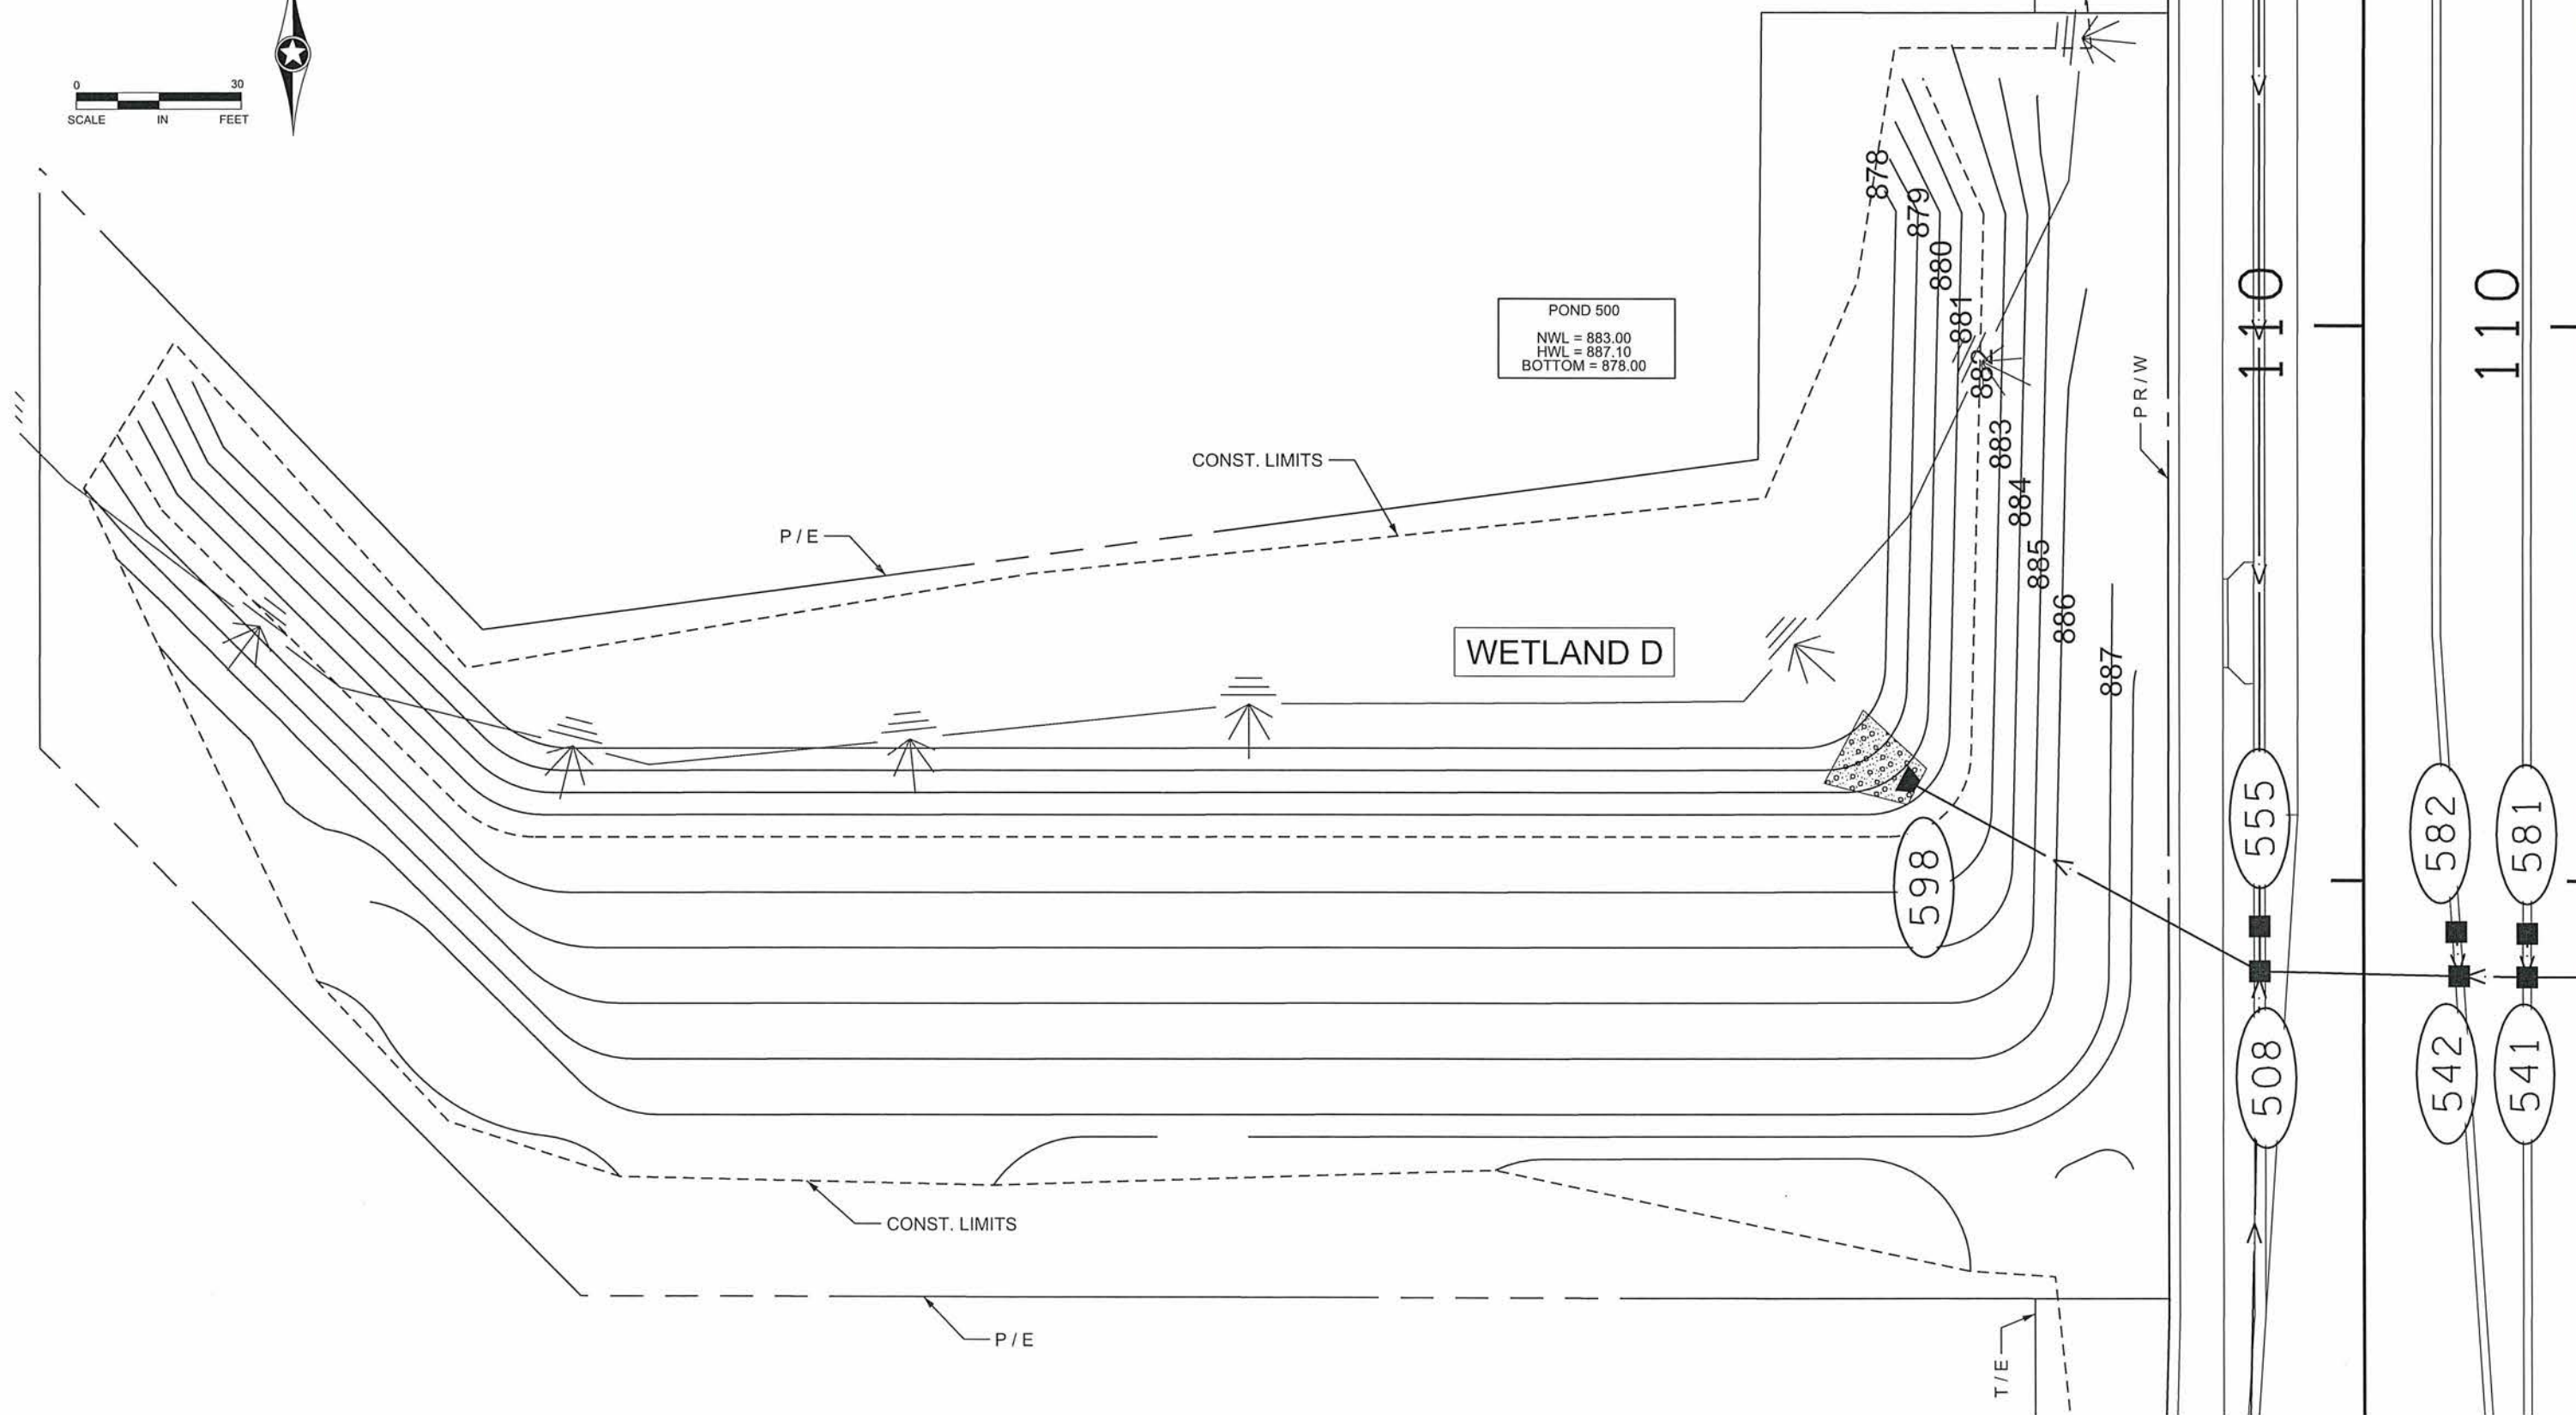 0 30
SCALE IN FEET
878
879
880
881
882
883
884
885
886
887
POND 500
NWL = 883.00
HWL = 887.10
BOTTOM = 878.00
CONST. LIMITS
P / E
WETLAND D
P R / W
110
110
598
555
582
581
508
542
541
CONST. LIMITS
P / E
T / E